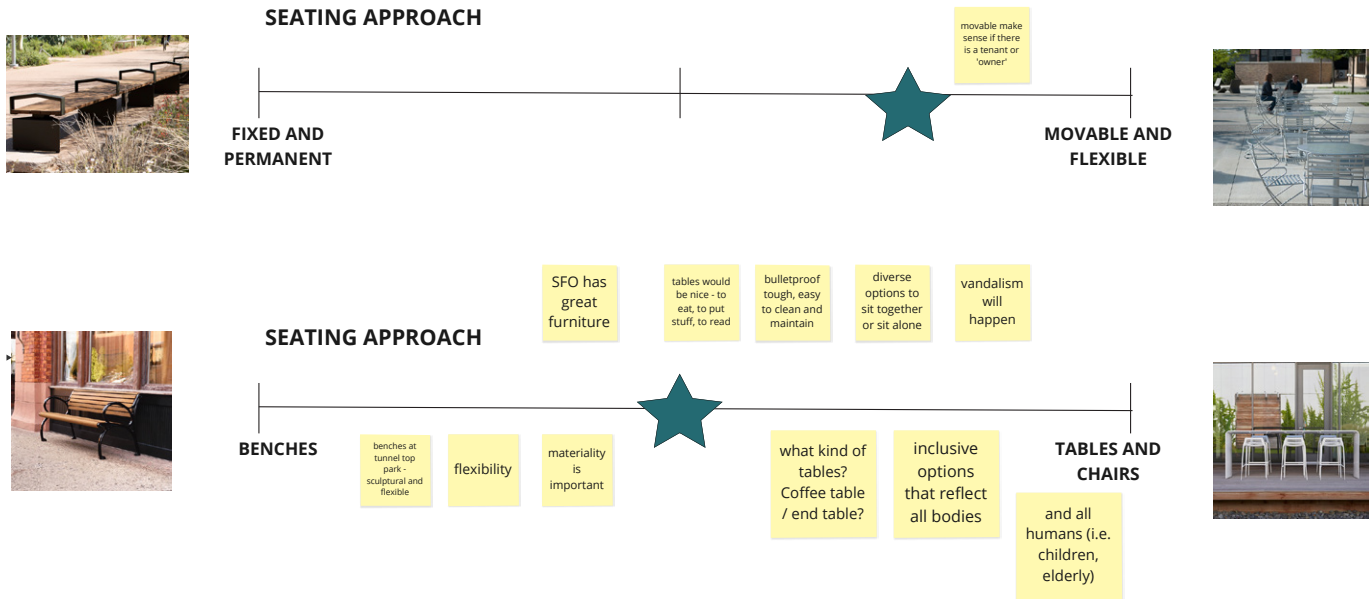 SEATING APPROACH
movable make
sense if there
is a tenant or
'owner'
FIXED AND
PERMANENT
MOVABLE AND
FLEXIBLE
SFO has
great
furniture
tables would
be nice - to
eat, to put
stuff, to read
bulletproof
tough, easy
to clean and
maintain
diverse
options to
sit together
or sit alone
vandalism
will
happen
SEATING APPROACH
BENCHES
TABLES AND
CHAIRS
benches at
tunnel top
park -
sculptural and
flexible
flexibility
materiality
is
important
what kind of
tables?
Coffee table
/ end table?
inclusive
options
that reflect
all bodies
and all
humans (i.e.
children,
elderly)